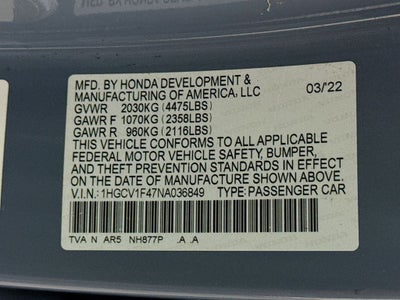 MFD. BY HONDA DEVELOPMENT &
MANUFACTURING OF AMERICA, LLC 03/'22
GVWR 2030KG (4475LBS)
GAWR F 1070KG (2358LBS)
GAWR R 960KG (2116LBS)
THIS VEHICLE CONFORMS TO ALL APPLICABLE
FEDERAL MOTOR VEHICLE SAFETY, BUMPER,
AND THEFT PREVENTION STANDARDS IN EFFECT
ON THE DATE OF MANUFACTURE SHOWN ABOVE.
V.I.N.: 1HGCV1F47NA036849 TYPE: PASSENGER CAR
TVA N AR5 NH877P .A .A